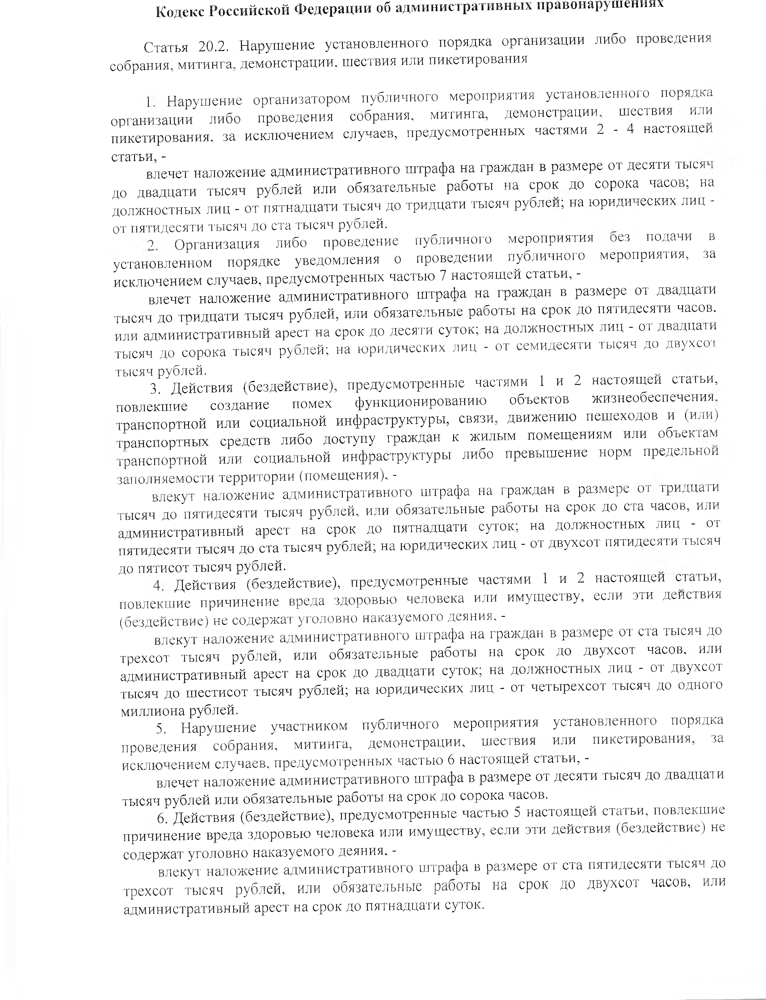 Кодекс Российской Федерации об административных правонарушениях
Статья 20.2. Нарушение установленного порядка организации либо проведения
собрания, митинга, демонстрации, шествия или пикетирования
1. Нарушение организатором публичного мероприятия установленного порядка
организации либо проведения собрания, митинга, демонстрации, шествия или
пикетирования, за исключением случаев, предусмотренных частями 2 - 4 настоящей
статьи, -
влечет наложение административного штрафа на граждан в размере от десяти тысяч
до двадцати тысяч рублей или обязательные работы на срок до сорока часов; на
должностных лиц - от пятнадцати тысяч до тридцати тысяч рублей; на юридических лиц -
от пятидесяти тысяч до ста тысяч рублей.
2. Организация либо проведение публичного мероприятия без подачи в
установленном порядке уведомления о проведении публичного мероприятия, за
исключением случаев, предусмотренных частью 7 настоящей статьи, -
влечет наложение административного штрафа на граждан в размере от двадцати
тысяч до тридцати тысяч рублей, или обязательные работы на срок до пятидесяти часов,
или административный арест на срок до десяти суток; на должностных лиц - от двадцати
тысяч до сорока тысяч рублей; на юридических лиц - от семидесяти тысяч до двухсот
тысяч рублей.
3. Действия (бездействие), предусмотренные частями 1 и 2 настоящей статьи,
повлекшие создание помех функционированию объектов жизнеобеспечения,
транспортной или социальной инфраструктуры, связи, движению пешеходов и (или)
транспортных средств либо доступу граждан к жилым помещениям или объектам
транспортной или социальной инфраструктуры либо превышение норм предельной
заполняемости территории (помещения), -
влекут наложение административного штрафа на граждан в размере от тридцати
тысяч до пятидесяти тысяч рублей, или обязательные работы на срок до ста часов, или
административный арест на срок до пятнадцати суток; на должностных лиц - от
пятидесяти тысяч до ста тысяч рублей; на юридических лиц - от двухсот пятидесяти тысяч
до пятисот тысяч рублей.
4. Действия (бездействие), предусмотренные частями 1 и 2 настоящей статьи,
повлекшие причинение вреда здоровью человека или имуществу, если эти действия
(бездействие) не содержат уголовно наказуемого деяния, -
влекут наложение административного штрафа на граждан в размере от ста тысяч до
трехсот тысяч рублей, или обязательные работы на срок до двухсот часов, или
административный арест на срок до двадцати суток; на должностных лиц - от двухсот
тысяч до шестисот тысяч рублей; на юридических лиц - от четырехсот тысяч до одного
миллиона рублей.
5. Нарушение участником публичного мероприятия установленного порядка
проведения собрания, митинга, демонстрации, шествия или пикетирования, за
исключением случаев, предусмотренных частью 6 настоящей статьи, -
влечет наложение административного штрафа в размере от десяти тысяч до двадцати
тысяч рублей или обязательные работы на срок до сорока часов.
6. Действия (бездействие), предусмотренные частью 5 настоящей статьи, повлекшие
причинение вреда здоровью человека или имуществу, если эти действия (бездействие) не
содержат уголовно наказуемого деяния, -
влекут наложение административного штрафа в размере от ста пятидесяти тысяч до
трехсот тысяч рублей, или обязательные работы на срок до двухсот часов, или
административный арест на срок до пятнадцати суток.